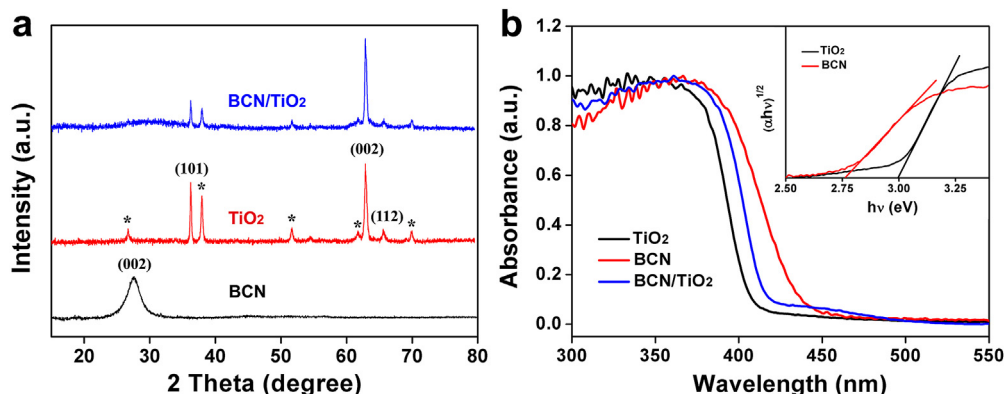 a
Intensity (a.u.)
BCN/TiO2
(002)
(101)
*
TiO2
*
*
*
(112)
*
(002)
BCN
20 30 40 50 60 70 80
2 Theta (degree)
b
Absorbance (a.u.)
1.2
1.0
0.8
0.6
0.4
0.2
0.0
TiO2
BCN
BCN/TiO2
300 350 400 450 500 550
Wavelength (nm)
TiO2
BCN
(αhν)1/2
2.50 2.75 3.00 3.25
hν (eV)